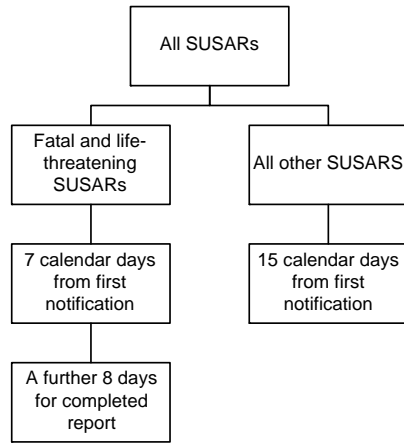 All SUSARs
Fatal and life-
threatening
SUSARs
All other SUSARS
7 calendar days
from first
notification
15 calendar days
from first
notification
A further 8 days
for completed
report